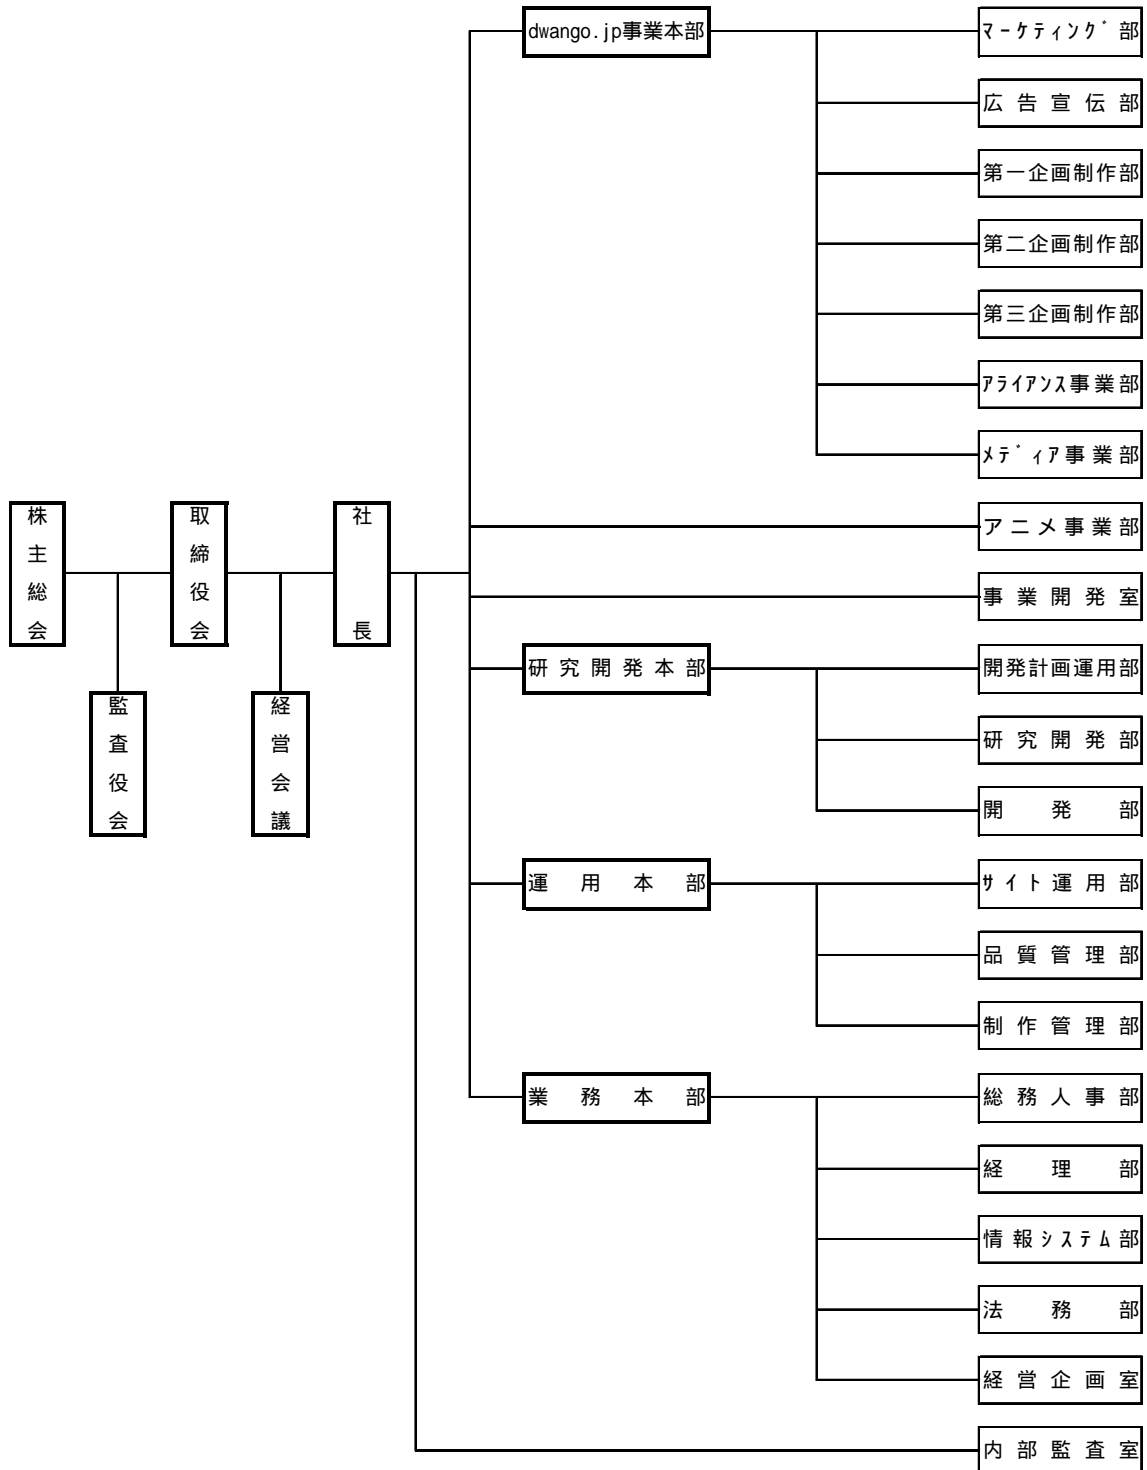 株主総会
監査役会
取締役会
経営会議
社長
dwango.jp事業本部
ﾏｰｹﾃｨﾝｸﾞ部
広告宣伝部
第一企画制作部
第二企画制作部
第三企画制作部
ｱﾗｲｱﾝｽ事業部
ﾒﾃﾞｨｱ事業部
アニメ事業部
事業開発室
研究開発本部
開発計画運用部
研究開発部
開発部
運用本部
ｻｲﾄ運用部
品質管理部
制作管理部
業務本部
総務人事部
経理部
情報ｼｽﾃﾑ部
法務部
経営企画室
内部監査室